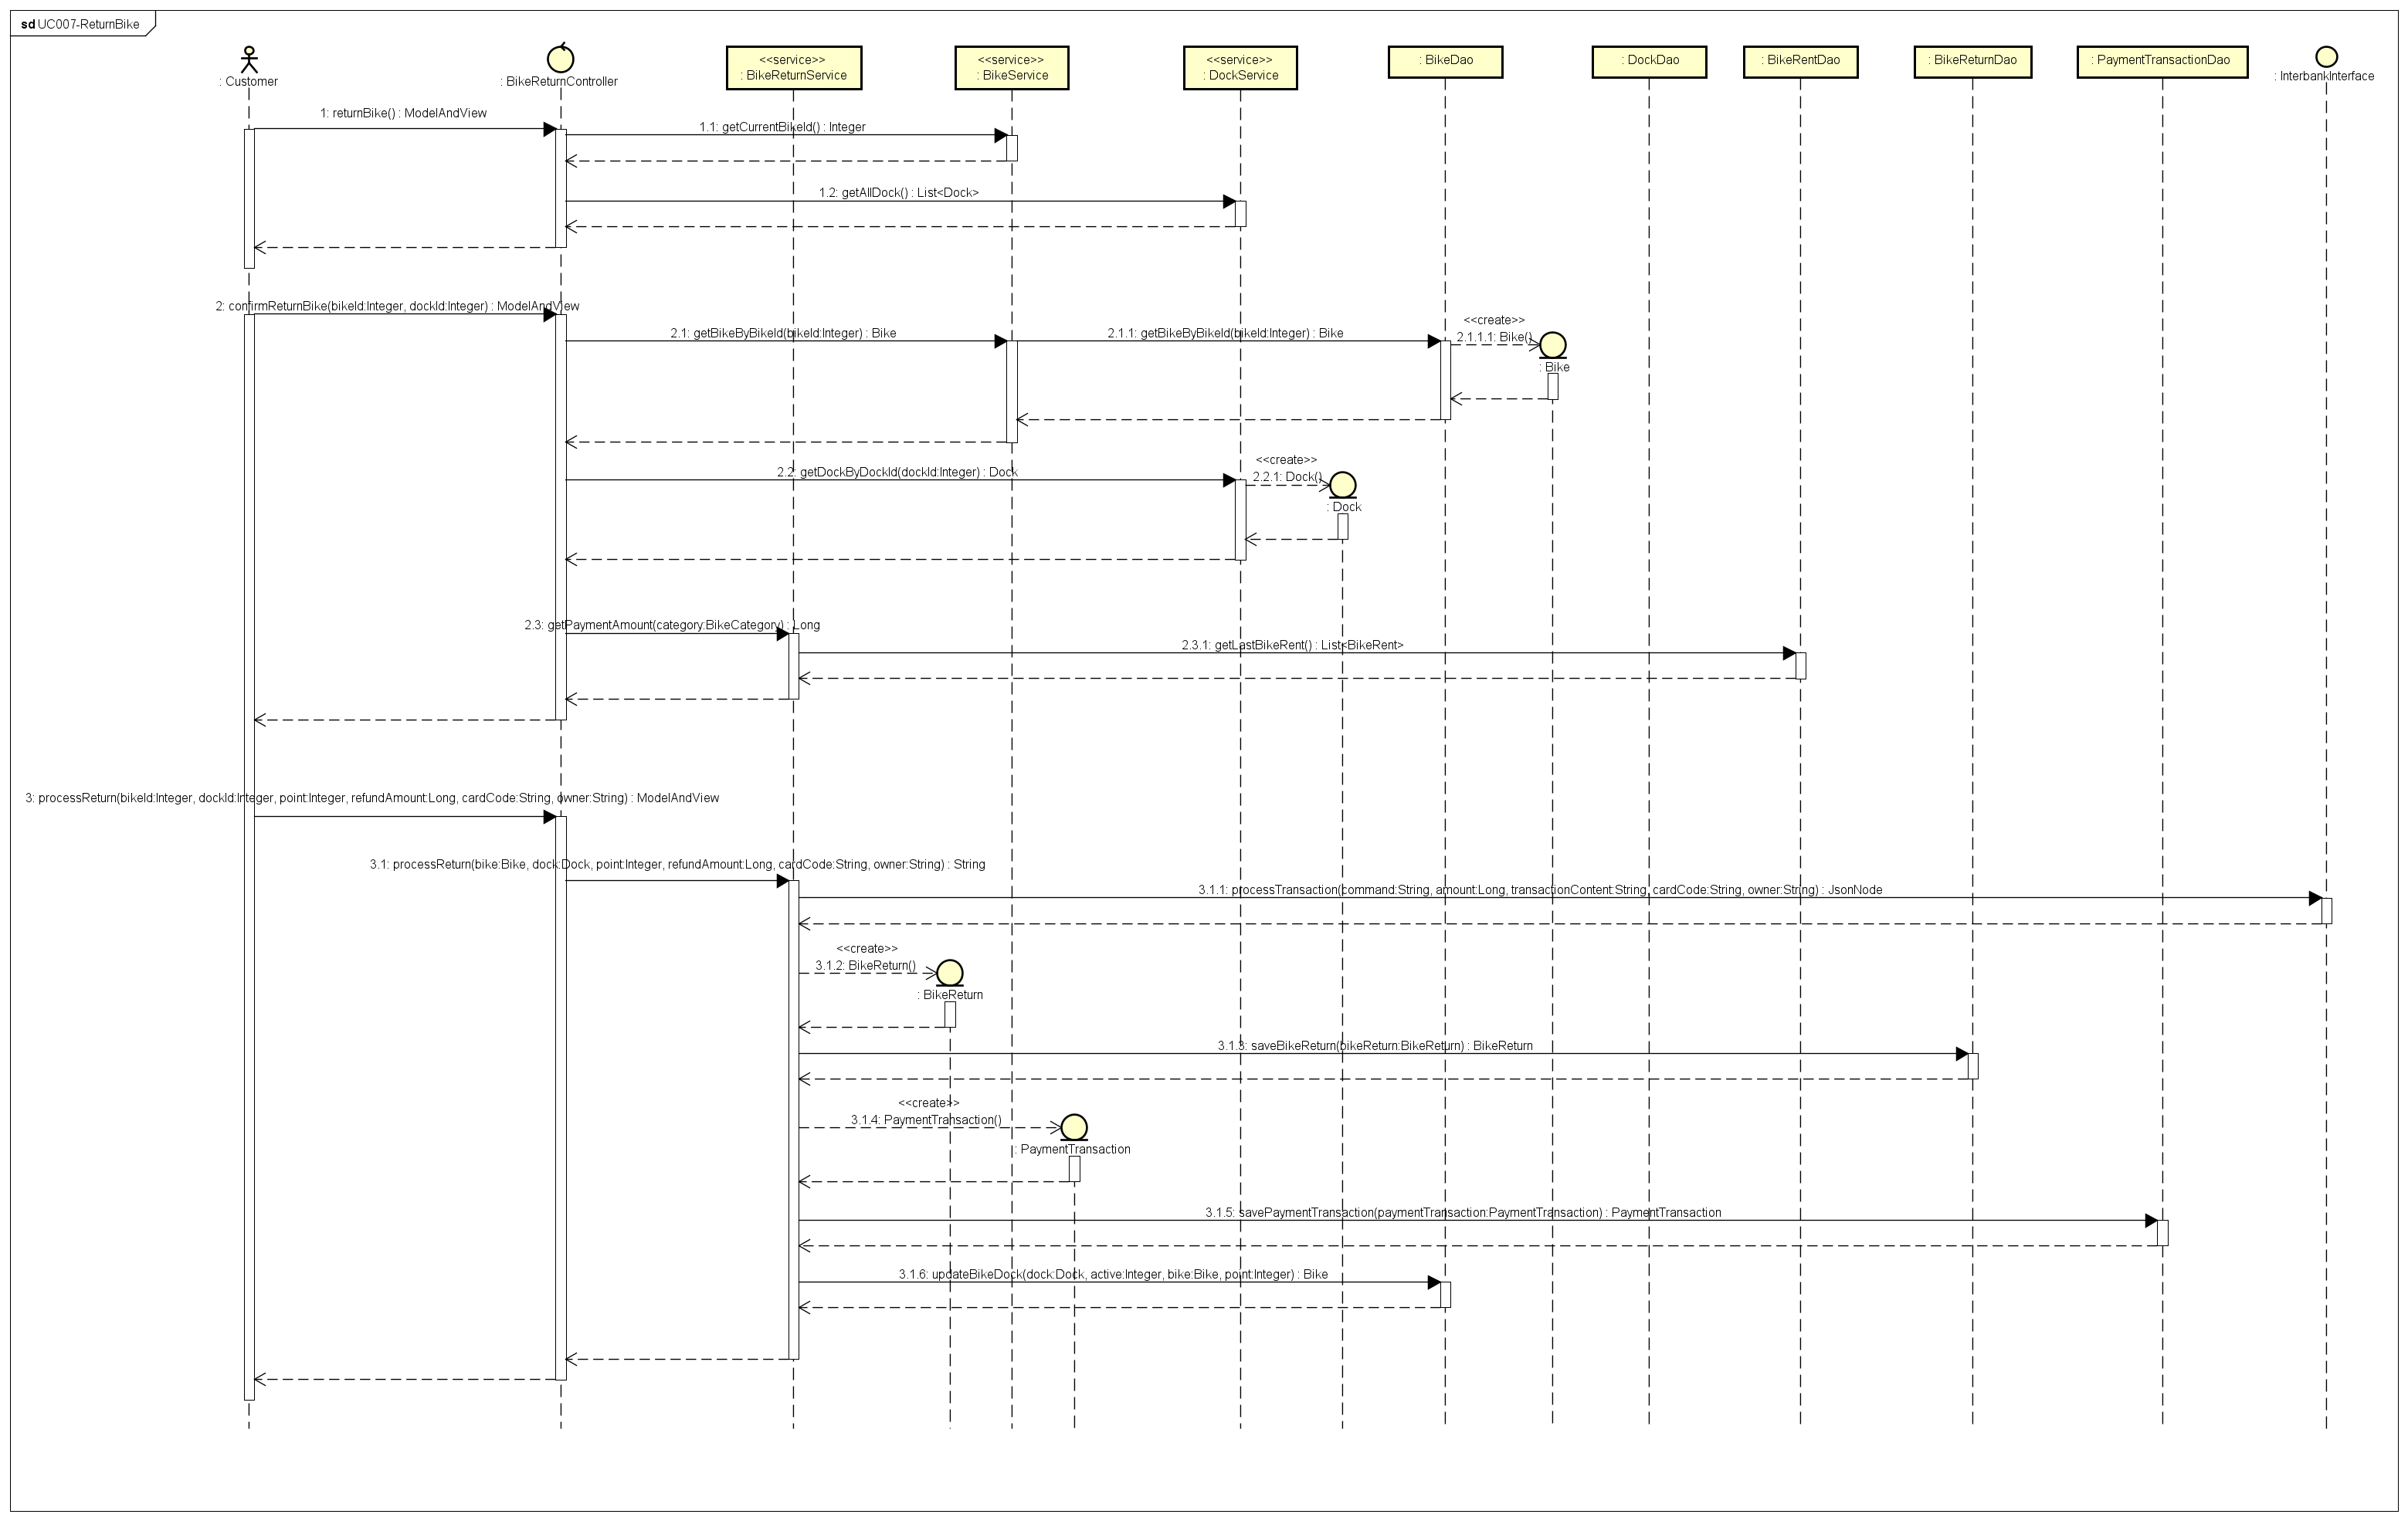 sd UC007-ReturnBike
: Customer
: BikeReturnController
<<service>>
: BikeReturnService
<<service>>
: BikeService
<<service>>
: DockService
: BikeDao
: DockDao
: BikeRentDao
: BikeReturnDao
: PaymentTransactionDao
: InterbankInterface
1: returnBike() : ModelAndView
1.1: getCurrentBikeId() : Integer
1.2: getAllDock() : List<Dock>
2: confirmReturnBike(bikeId:Integer, dockId:Integer) : ModelAndView
2.1: getBikeByBikeId(bikeId:Integer) : Bike
2.1.1: getBikeByBikeId(bikeId:Integer) : Bike
<<create>>
2.1.1.1: Bike()
: Bike
2.2: getDockByDockId(dockId:Integer) : Dock
<<create>>
2.2.1: Dock()
: Dock
2.3: getPaymentAmount(category:BikeCategory) : Long
2.3.1: getLastBikeRent() : List<BikeRent>
3: processReturn(bikeId:Integer, dockId:Integer, point:Integer, refundAmount:Long, cardCode:String, owner:String) : ModelAndView
3.1: processReturn(bike:Bike, dock:Dock, point:Integer, refundAmount:Long, cardCode:String, owner:String) : String
3.1.1: processTransaction(command:String, amount:Long, transactionContent:String, cardCode:String, owner:String) : JsonNode
<<create>>
3.1.2: BikeReturn()
: BikeReturn
3.1.3: saveBikeReturn(bikeReturn:BikeReturn) : BikeReturn
<<create>>
3.1.4: PaymentTransaction()
: PaymentTransaction
3.1.5: savePaymentTransaction(paymentTransaction:PaymentTransaction) : PaymentTransaction
3.1.6: updateBikeDock(dock:Dock, active:Integer, bike:Bike, point:Integer) : Bike